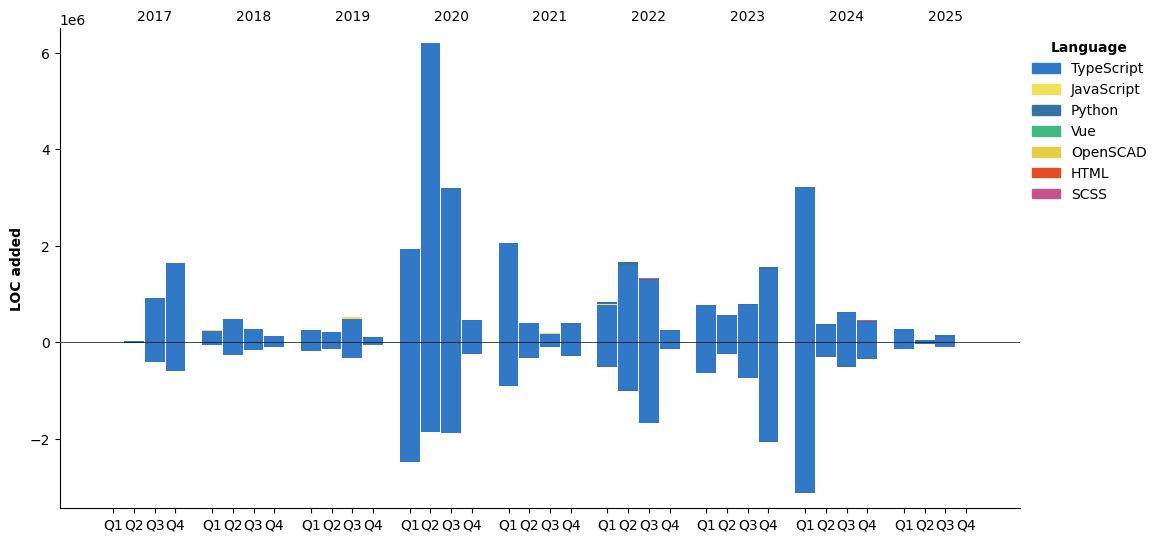 2017 2018 2019 2020 2021 2022 2023 2024 2025
1e6
Language
TypeScript
JavaScript
Python
Vue
OpenSCAD
HTML
SCSS
LOC added
6
4
2
0
−2
Q1 Q2 Q3 Q4 Q1 Q2 Q3 Q4 Q1 Q2 Q3 Q4 Q1 Q2 Q3 Q4 Q1 Q2 Q3 Q4 Q1 Q2 Q3 Q4 Q1 Q2 Q3 Q4 Q1 Q2 Q3 Q4 Q1 Q2 Q3 Q4